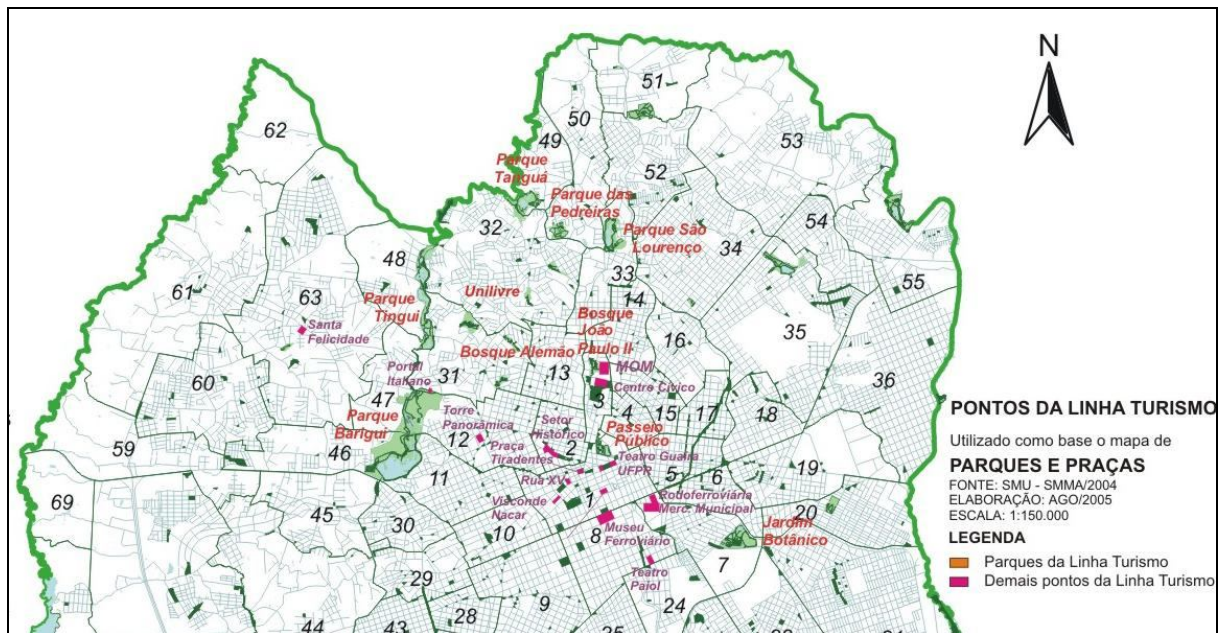 N
51
62
50
53
49
52
Parque
Tanguá
Parque das
Pedreiras
54
32
Parque São
Lourenço
34
48
33
55
61
63
Unilivre
14
Parque
Tingui
Bosque
João
Paulo II
35
Santa
Felicidade
16
Bosque Alemão
MOM
Portal
Italiano
31
13
Centro Cívico
36
60
47
3
Parque
Barigui
Torre
Panorâmica
Setor
Histórico
4
15
17
18
PONTOS DA LINHA TURISMO
Passeio
Público
12
Praça
Tiradentes
2
Utilizado como base o mapa de
59
46
Teatro Guaíra
UFPR
PARQUES E PRAÇAS
11
Rua XV
5
6
19
FONTE: SMU - SMMA/2004
69
ELABORAÇÃO: AGO/2005
45
Visconde
Nacar
1
Rodoferroviária
Merc. Municipal
20
ESCALA: 1:150.000
30
10
8
Museu
Ferroviário
Jardim
Botânico
LEGENDA
7
Parques da Linha Turismo
29
Teatro
Paiol
Demais pontos da Linha Turismo
28
9
24
44
43
25